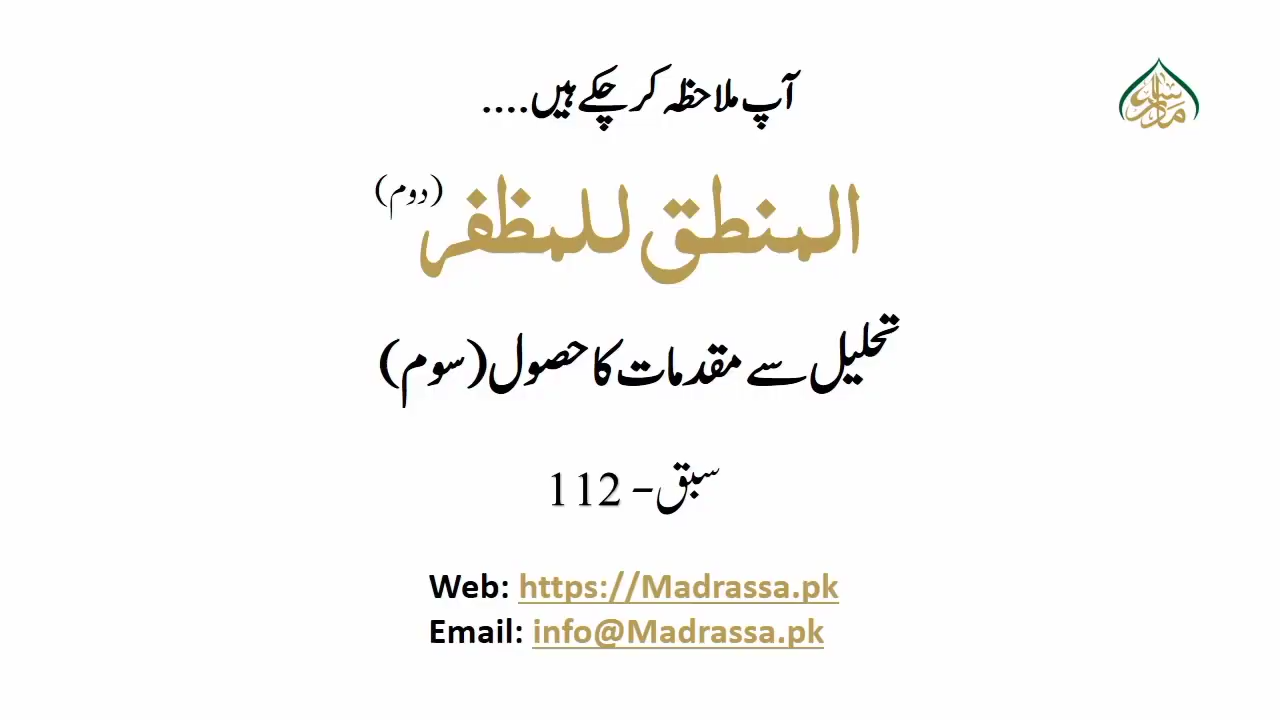 آپ ملاحظہ کر چکے ہیں....
المنطق للمظفر (دوم)
تحلیل سے مقدمات کا حصول (سوم)
سبق - 112
Web: https://Madrassa.pk
Email: info@Madrassa.pk